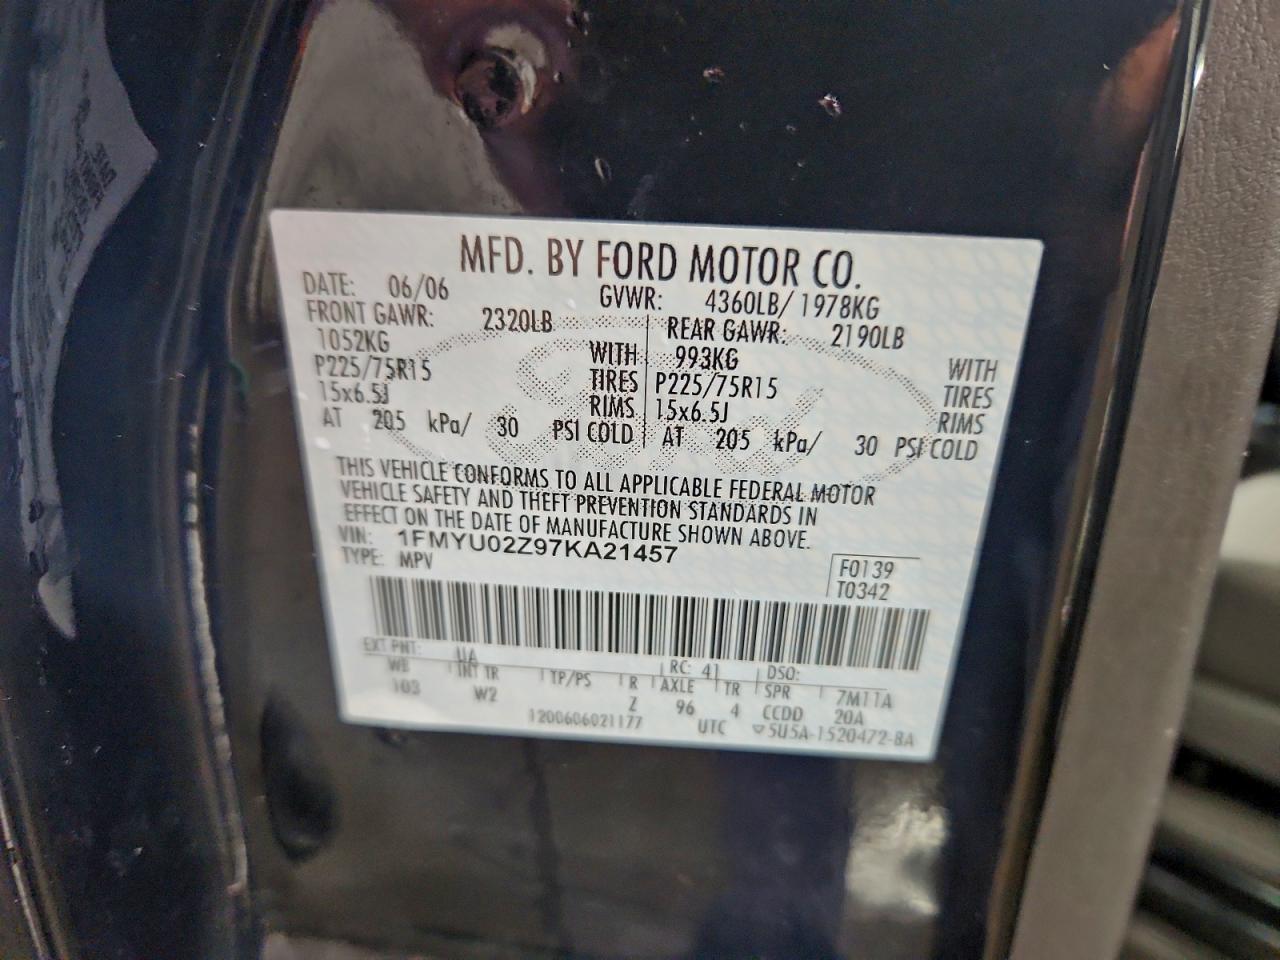 MFD. BY FORD MOTOR CO.
DATE: 06/06 GVWR: 4360LB/ 1978KG
FRONT GAWR: 2320LB REAR GAWR: 2190LB
1052KG WITH 993KG WITH
P225/75R15 TIRES P225/75R15 TIRES
15x6.5J RIMS 15x6.5J RIMS
AT 205 kPa/ 30 PSI COLD AT 205 kPa/ 30 PSI COLD
THIS VEHICLE CONFORMS TO ALL APPLICABLE FEDERAL MOTOR
VEHICLE SAFETY AND THEFT PREVENTION STANDARDS IN
EFFECT ON THE DATE OF MANUFACTURE SHOWN ABOVE.
VIN: 1FMYU02Z97KA21457
TYPE: MPV
F0139
T0342
EXT PNT: UA RC: 41 DSO:
WB INT TR TP/PS R AXLE TR SPR 7M11A
103 W2 Z 96 4 CCDD 20A
1200606021177 UTC ▽5U5A-1520472-BA